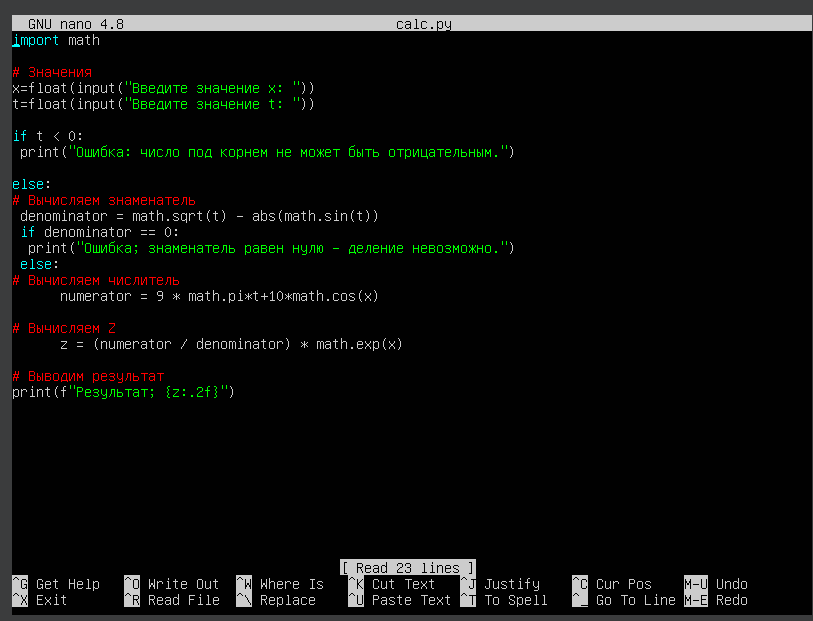 GNU nano 4.8 calc.py
import math
# Значения
x=float(input("Введите значение x: "))
t=float(input("Введите значение t: "))
if t < 0:
print("Ошибка: число под корнем не может быть отрицательным.")
else:
# Вычисляем знаменатель
denominator = math.sqrt(t) - abs(math.sin(t))
if denominator == 0:
print("Ошибка; знаменатель равен нулю - деление невозможно.")
else:
# Вычисляем числитель
numerator = 9 * math.pi*t+10*math.cos(x)
# Вычисляем Z
z = (numerator / denominator) * math.exp(x)
# Выводим результат
print(f"Результат; {z:.2f}")
[ Read 23 lines ]
^G Get Help ^O Write Out ^W Where Is ^K Cut Text ^J Justify ^C Cur Pos M-U Undo
^X Exit ^R Read File ^\ Replace ^U Paste Text ^T To Spell ^_ Go To Line M-E Redo